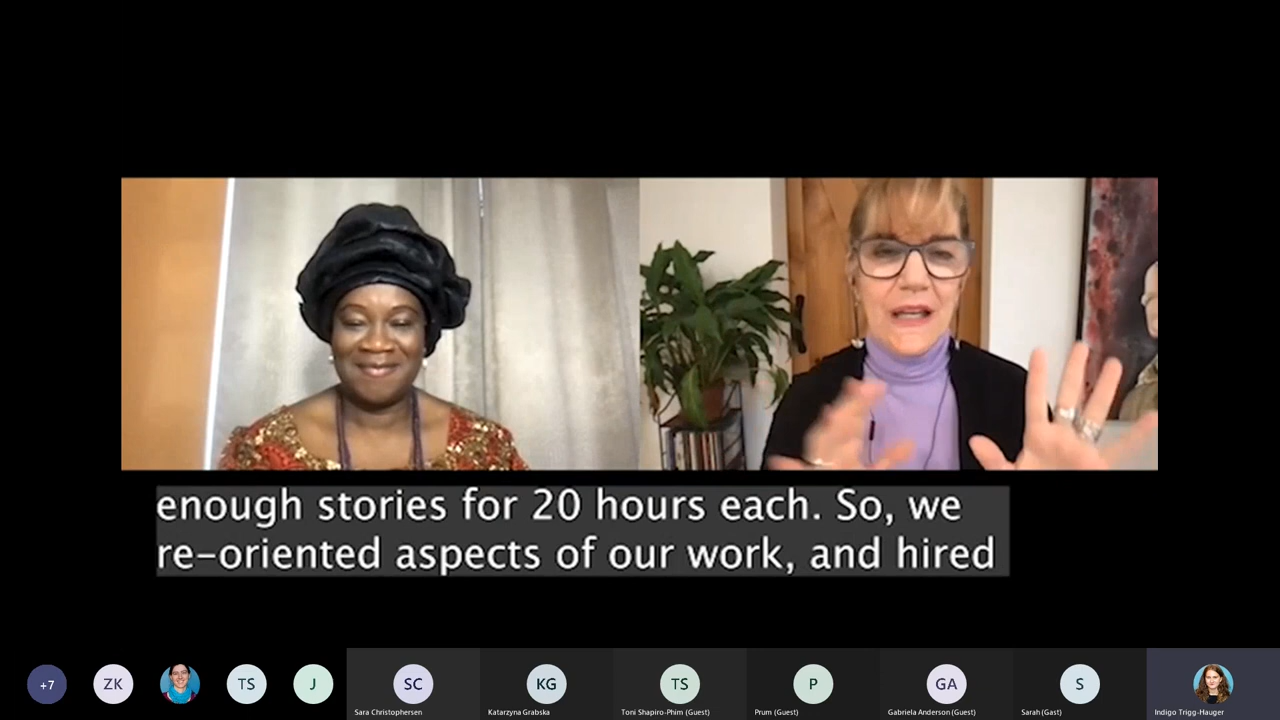 enough stories for 20 hours each. So, we
re-oriented aspects of our work, and hired
+7
ZK
TS
J
SC
KG
TS
P
GA
S
Sara Christophersen
Katarzyna Grabska
Toni Shapiro-Phim (Guest)
Prum (Guest)
Gabriela Anderson (Guest)
Sarah (Gast)
Indigo Trigg-Hauger